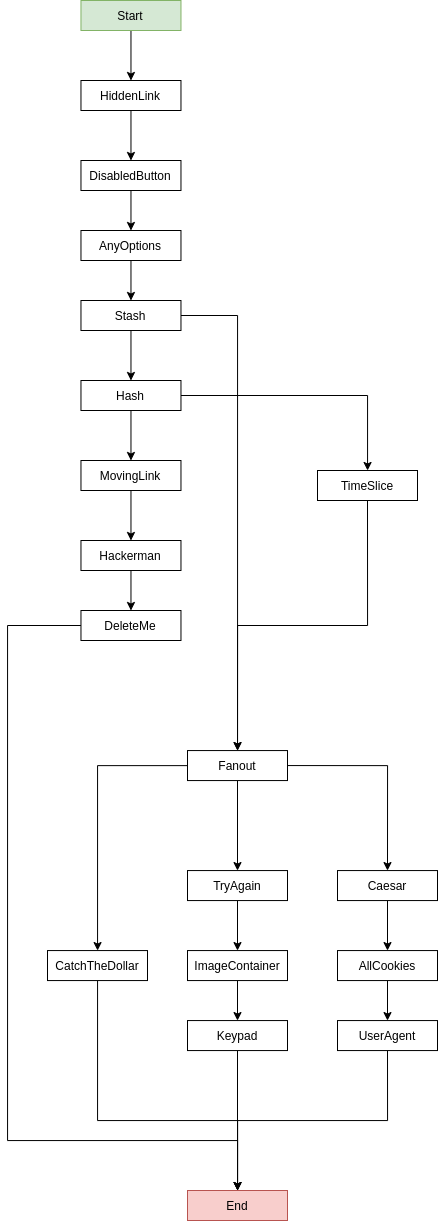 Start
HiddenLink
DisabledButton
AnyOptions
Stash
Hash
MovingLink
TimeSlice
Hackerman
DeleteMe
Fanout
TryAgain
Caesar
CatchTheDollar
ImageContainer
AllCookies
Keypad
UserAgent
End